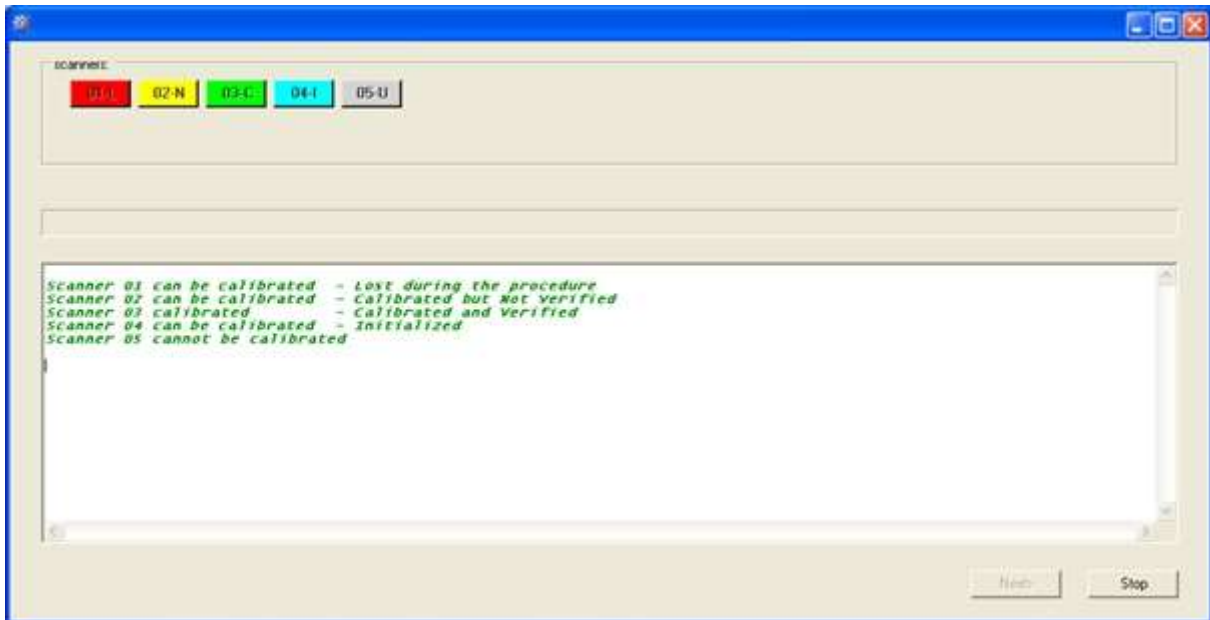 scanners
01-L 02-N 03-C 04-I 05-U
Scanner 01 can be calibrated - Lost during the procedure
Scanner 02 can be calibrated - Calibrated but Not Verified
Scanner 03 calibrated - Calibrated and Verified
Scanner 04 can be calibrated - Initialized
Scanner 05 cannot be calibrated
Next Stop